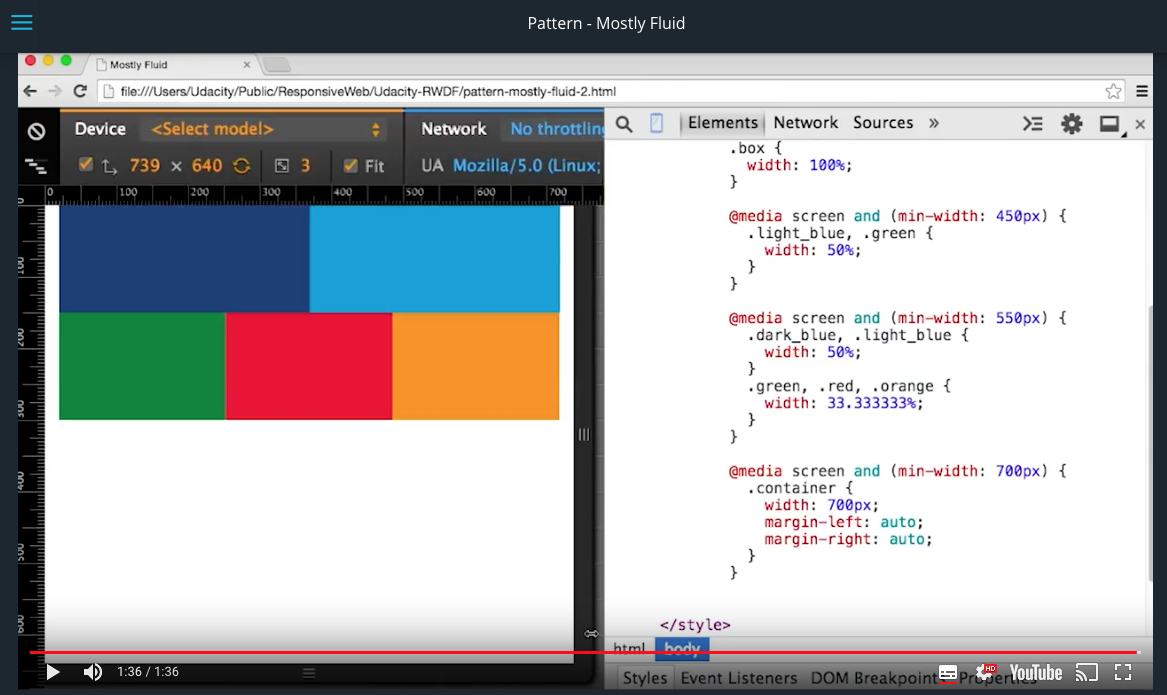 Pattern - Mostly Fluid
Mostly Fluid
file:///Users/Udacity/Public/ResponsiveWeb/Udacity-RWDF/pattern-mostly-fluid-2.html
Device <Select model> Network No throttlin
739 × 640 3 Fit UA Mozilla/5.0 (Linux;
Elements Network Sources »
0 100 200 300 400 500 600 700
0
100
200
300
400
500
600
.box {
width: 100%;
}
@media screen and (min-width: 450px) {
.light_blue, .green {
width: 50%;
}
}
@media screen and (min-width: 550px) {
.dark_blue, .light_blue {
width: 50%;
}
.green, .red, .orange {
width: 33.333333%;
}
}
@media screen and (min-width: 700px) {
.container {
width: 700px;
margin-left: auto;
margin-right: auto;
}
}
</style>
html body
Styles Event Listeners DOM Breakpoints Properties
1:36 / 1:36
HD
YouTube